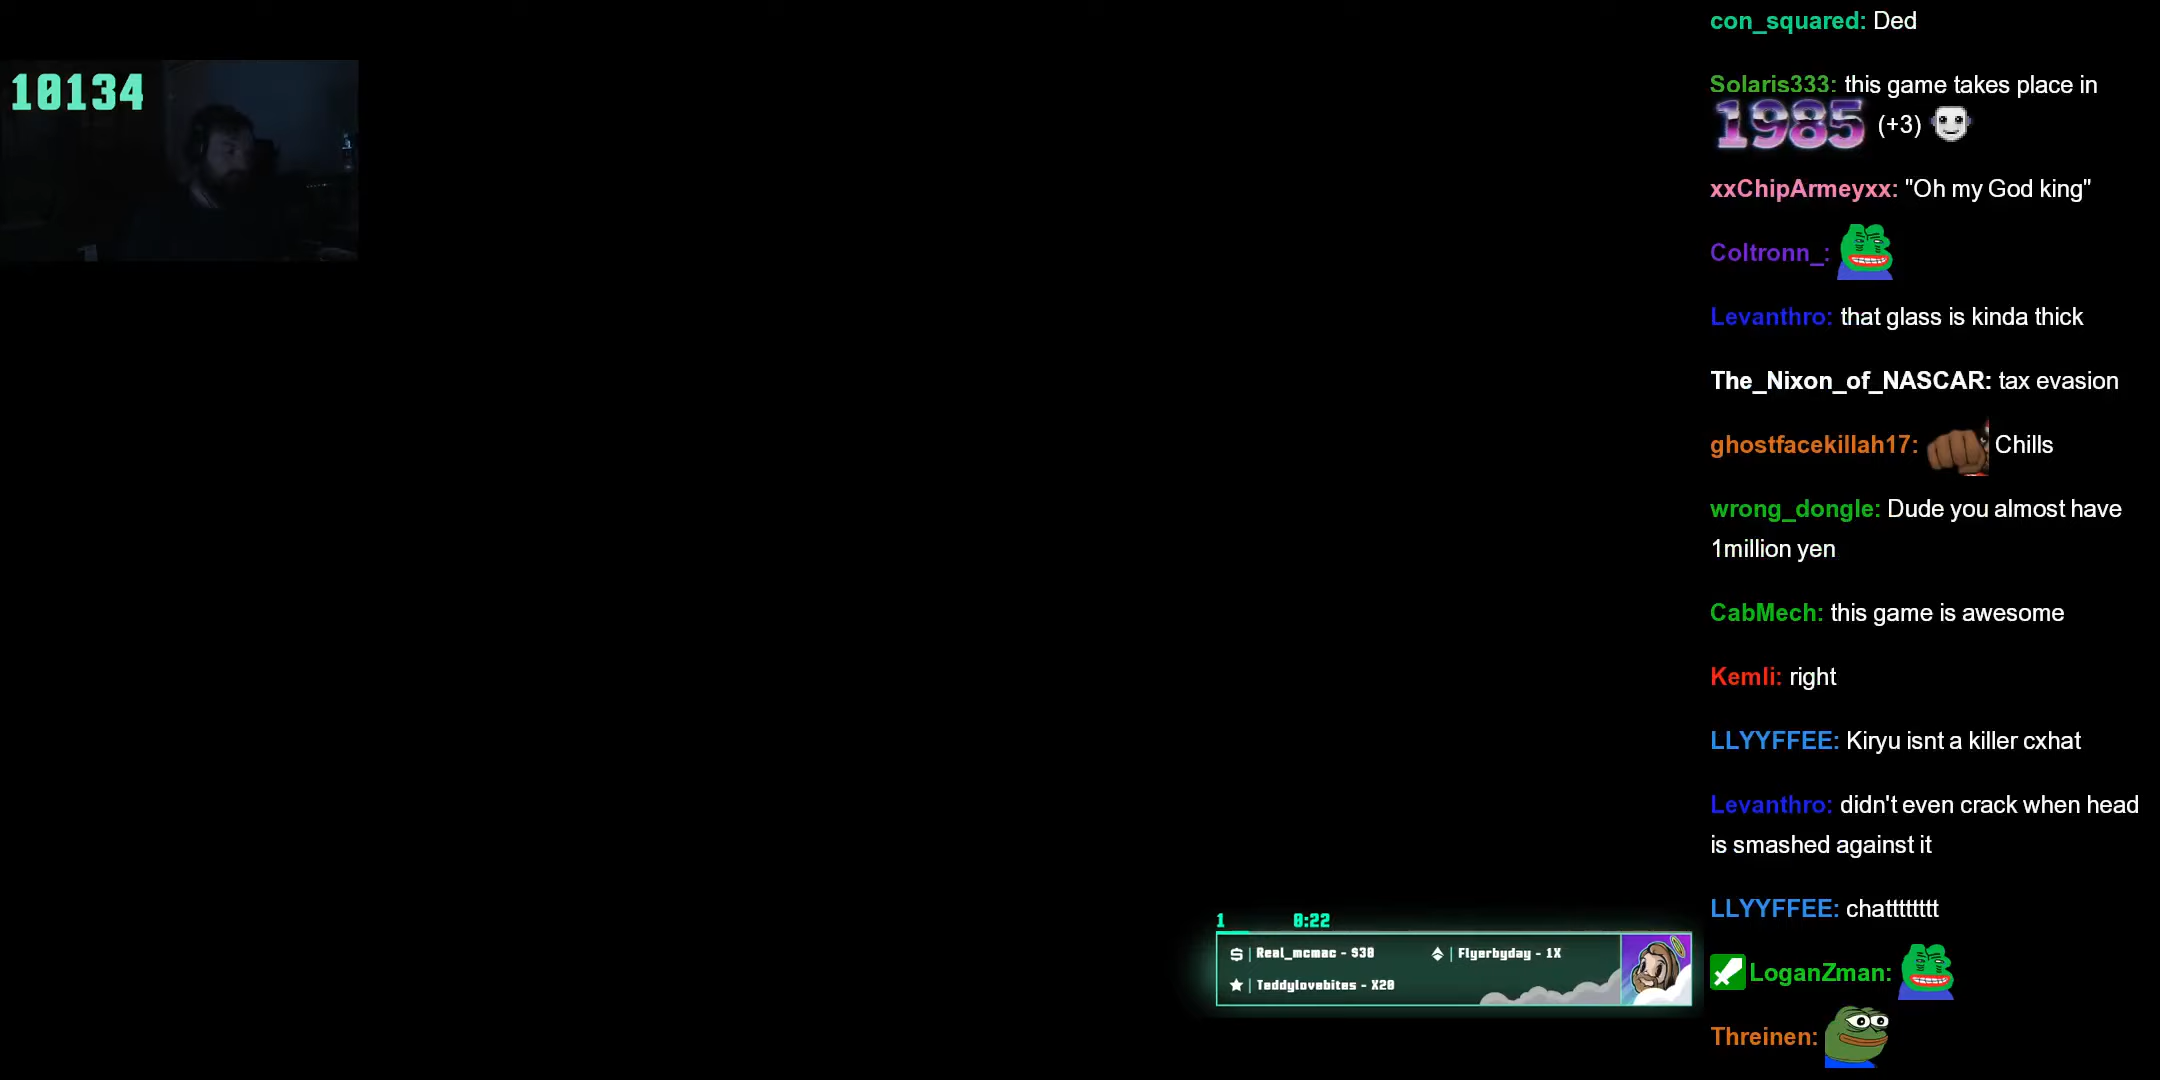 10134
con_squared: Ded
Solaris333: this game takes place in
1985 (+3)
xxChipArmeyxx: "Oh my God king"
Coltronn_:
Levanthro: that glass is kinda thick
The_Nixon_of_NASCAR: tax evasion
ghostfacekillah17: Chills
wrong_dongle: Dude you almost have
1million yen
CabMech: this game is awesome
Kemli: right
LLYYFFEE: Kiryu isnt a killer cxhat
Levanthro: didn't even crack when head
is smashed against it
LLYYFFEE: chatttttttt
LoganZman:
Threinen:
1 0:22
$ | Real_mcmac - $30 | Flyerbyday - 1X
★ | Teddylovebites - X20